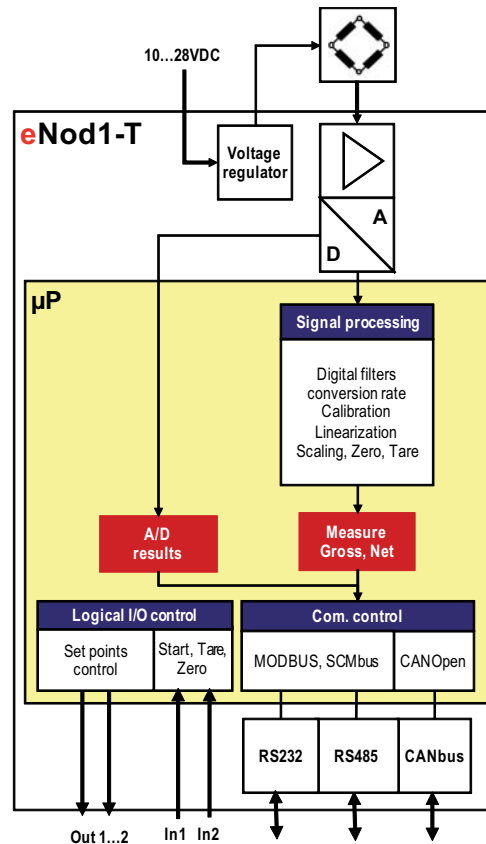 10...28VDC
eNod1-T
Voltage
regulator
A
D
µP
Signal processing
Digital filters
conversion rate
Calibration
Linearization
Scaling, Zero, Tare
A/D
results
Measure
Gross, Net
Logical I/O control
Set points
control
Start, Tare,
Zero
Com. control
MODBUS, SCMbus
CANOpen
RS232
RS485
CANbus
Out 1...2
In1
In2